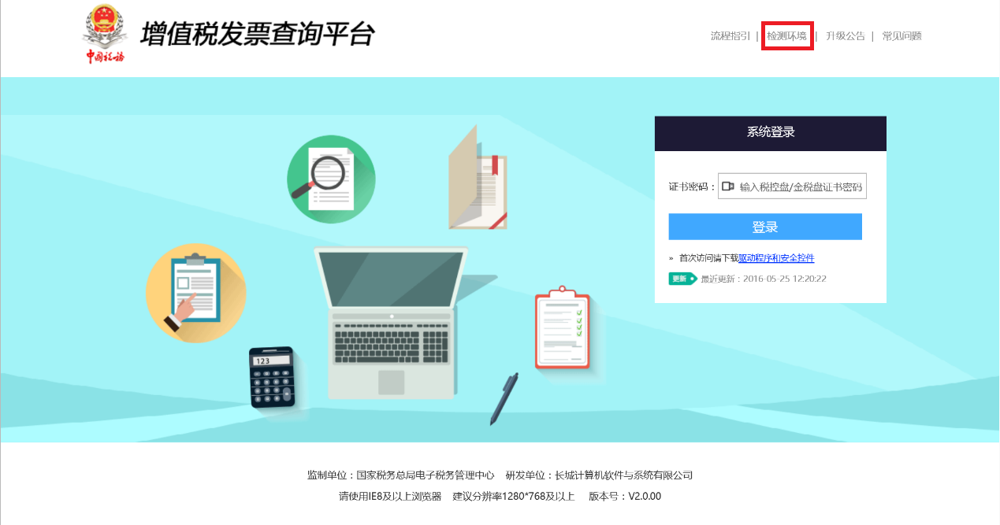 增值税发票查询平台
中国税务
流程指引 | 检测环境 | 升级公告 | 常见问题
系统登录
证书密码：输入税控盘/金税盘证书密码
登录
» 首次访问请下载驱动程序和安全控件
更新 最近更新：2016-05-25 12:20:22
123
监制单位：国家税务总局电子税务管理中心 研发单位：长城计算机软件与系统有限公司
请使用IE8及以上浏览器 建议分辨率1280*768及以上 版本号：V2.0.00